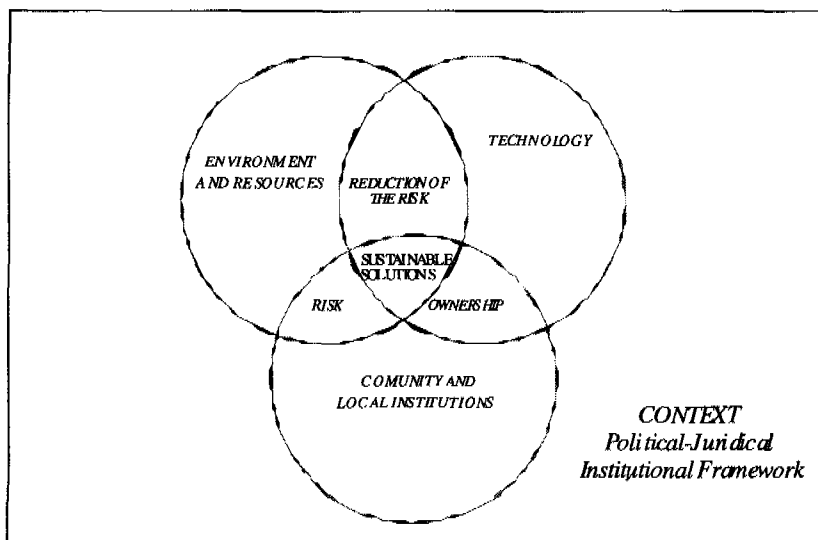 ENVIRONMENT
AND RESOURCES
TECHNOLOGY
REDUCTION OF
THE RISK
SUSTAINABLE
SOLUTIONS
RISK
OWNERSHIP
COMUNITY AND
LOCAL INSTITUTIONS
CONTEXT
Political-Juridical
Institutional Framework